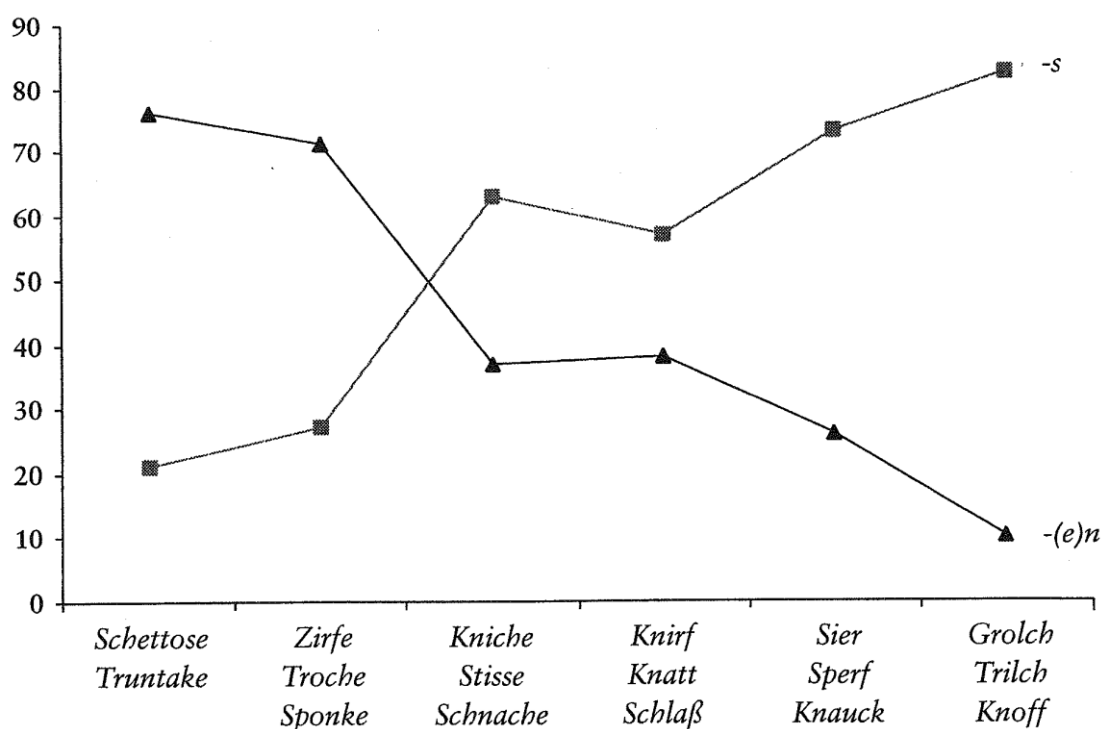 90
80
70
60
50
40
30
20
10
0
-s
-(e)n
Schettose Zirfe Kniche Knirf Sier Grolch
Truntake Troche Stisse Knatt Sperf Trilch
Sponke Schnache Schlaß Knauck Knoff